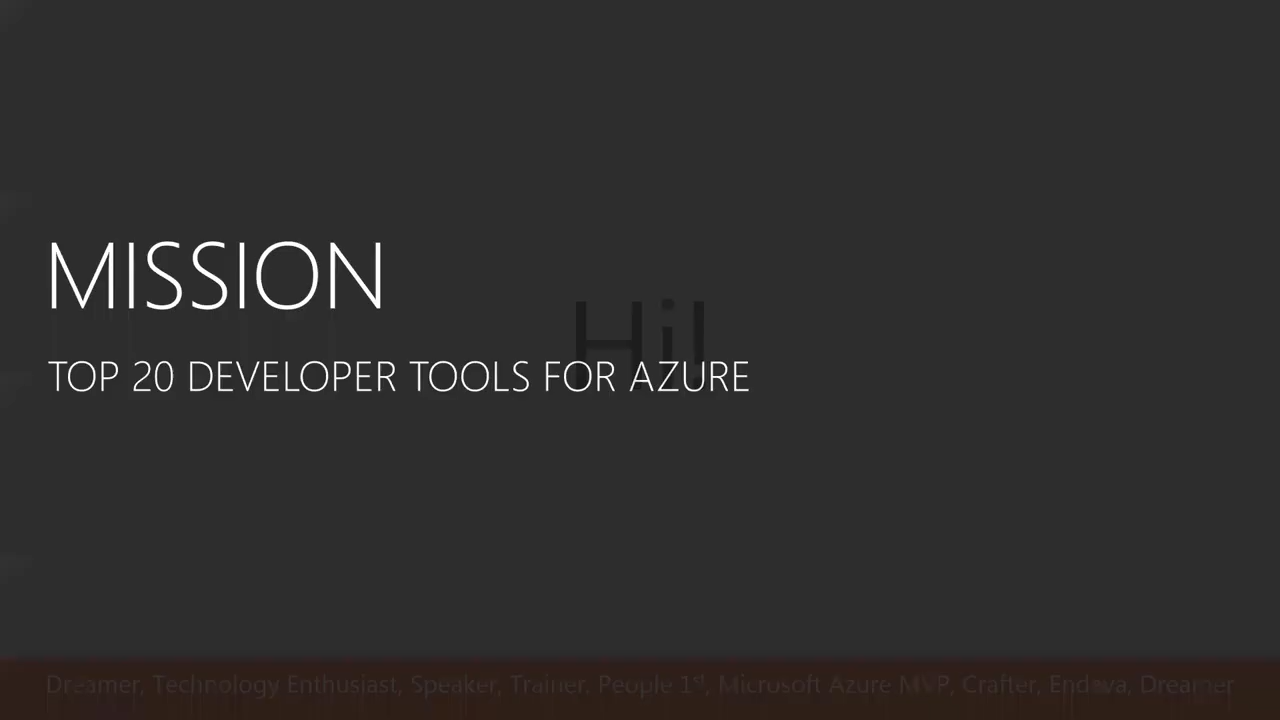 MISSION
Hi!
TOP 20 DEVELOPER TOOLS FOR AZURE
Dreamer, Technology Enthusiast, Speaker, Trainer, People 1st, Microsoft Azure MVP, Crafter, Endava, Dreamer